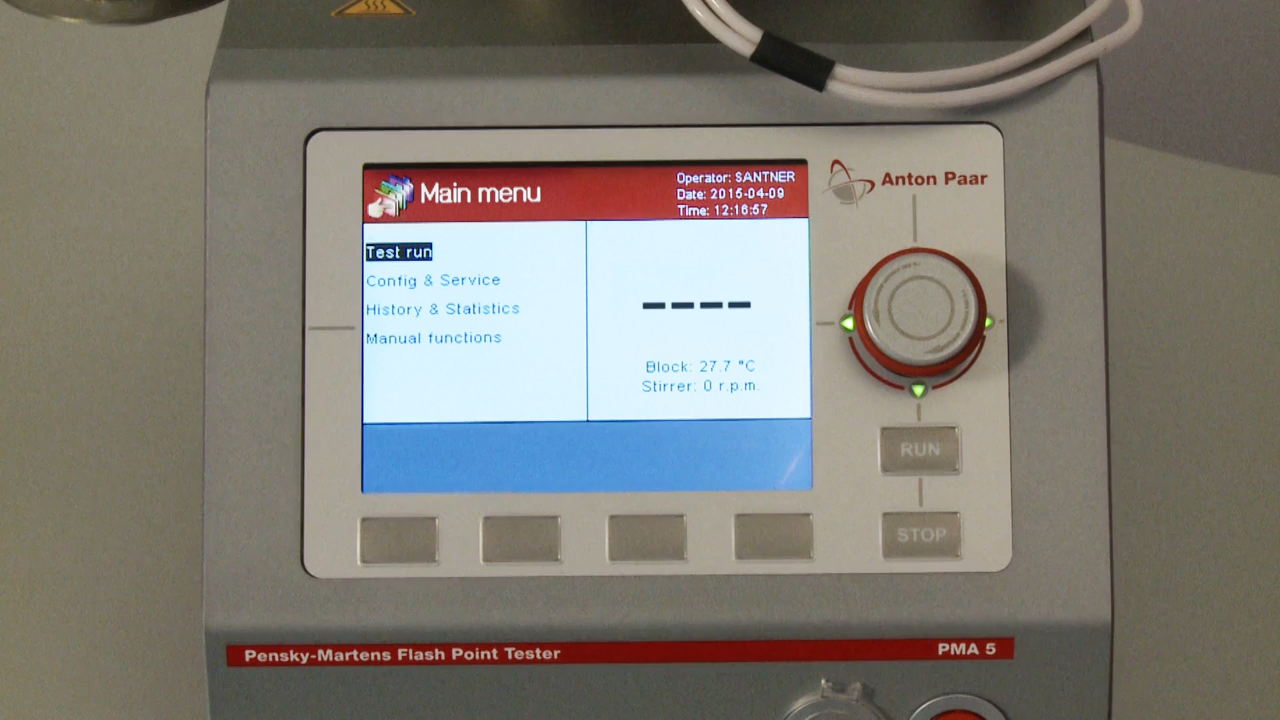 Main menu
Operator: SANTNER
Date: 2015-04-09
Time: 12:16:57
Anton Paar
Test run
Config & Service
History & Statistics
Manual functions
----
Block: 27.7 °C
Stirrer: 0 r.p.m.
RUN
STOP
Pensky-Martens Flash Point Tester
PMA 5